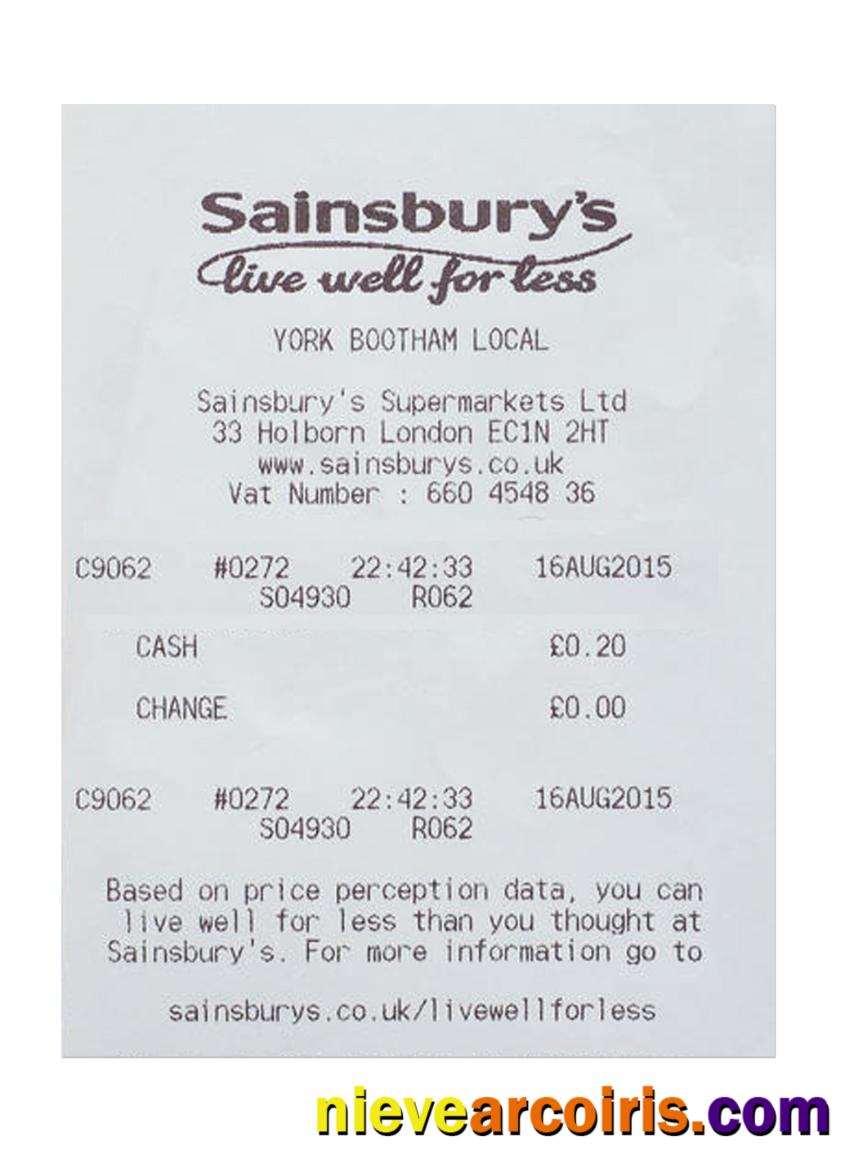 Sainsbury's
live well for less
YORK BOOTHAM LOCAL
Sainsbury's Supermarkets Ltd
33 Holborn London EC1N 2HT
www.sainsburys.co.uk
Vat Number : 660 4548 36
C9062 #0272 22:42:33 16AUG2015
S04930 R062
CASH £0.20
CHANGE £0.00
C9062 #0272 22:42:33 16AUG2015
S04930 R062
Based on price perception data, you can
live well for less than you thought at
Sainsbury's. For more information go to
sainsburys.co.uk/livewellforless
nievearcoiris.com